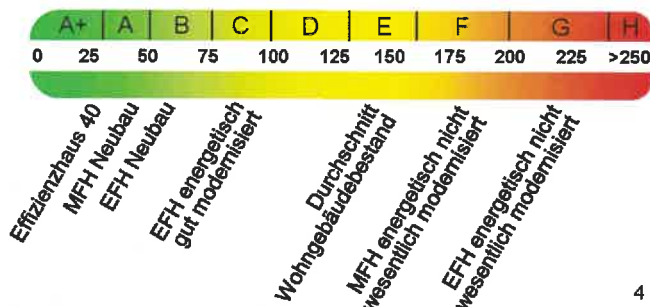 A+ A B C D E F G H
0 25 50 75 100 125 150 175 200 225 >250
Effizienzhaus 40
MFH Neubau
EFH Neubau
EFH energetisch
gut modernisiert
Durchschnitt
Wohngebäudebestand
MFH energetisch nicht
wesentlich modernisiert
EFH energetisch nicht
wesentlich modernisiert
4